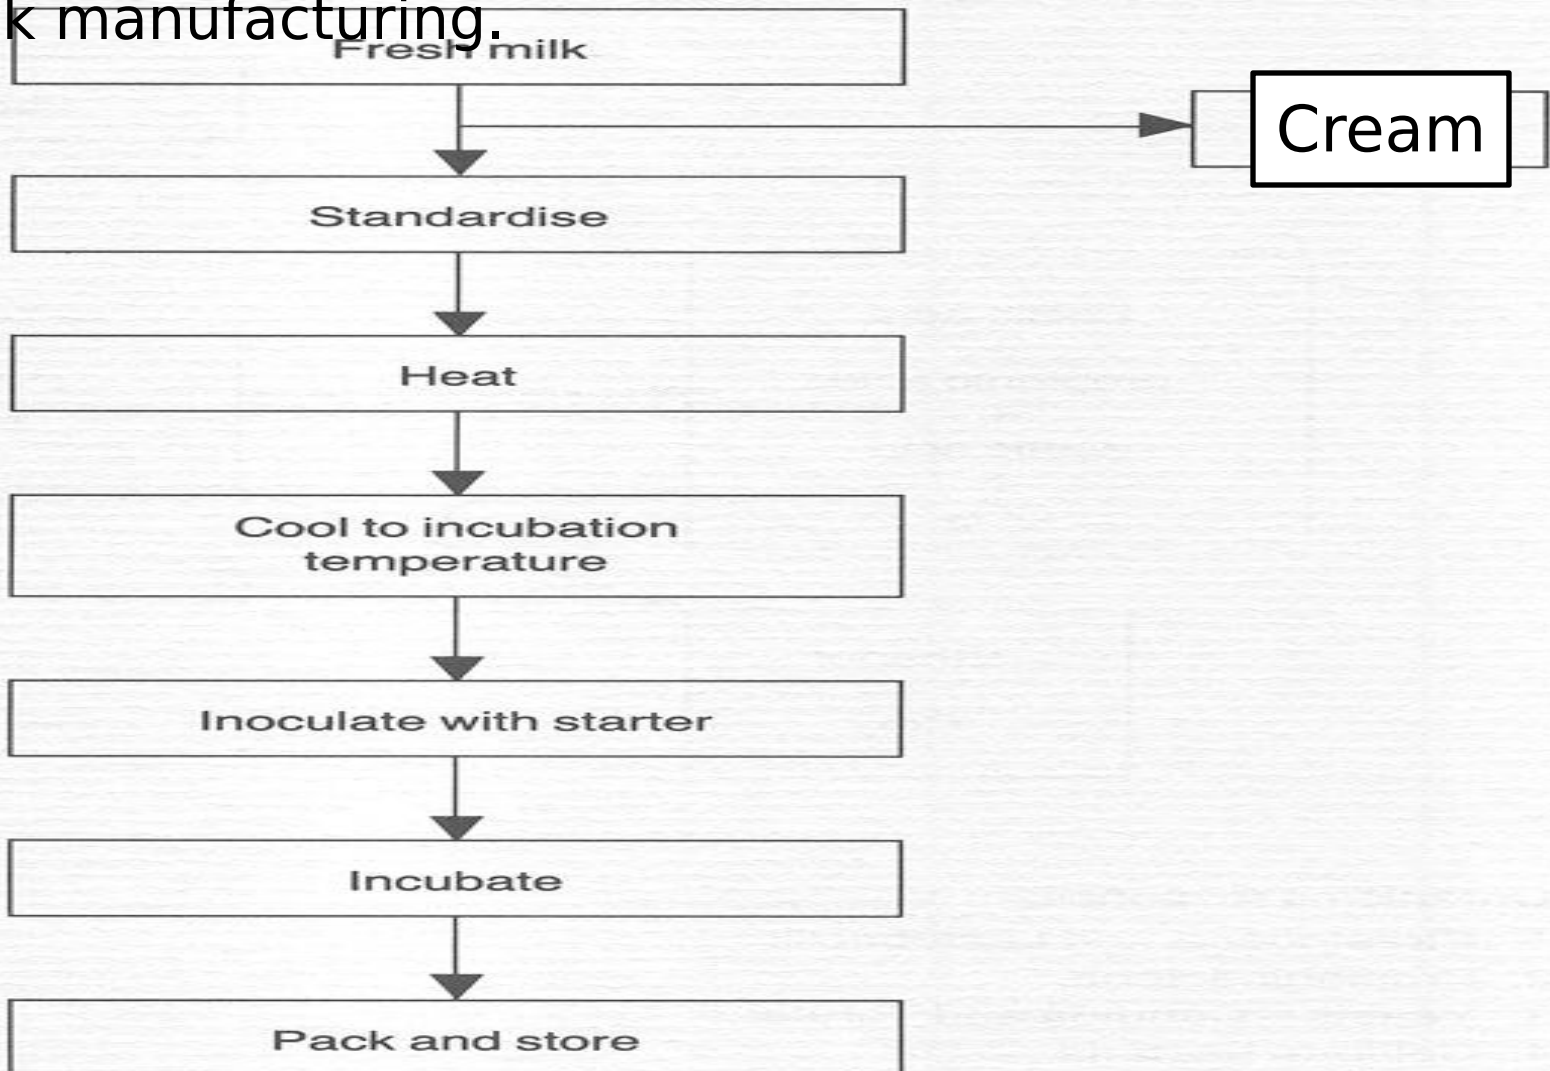 k manufacturing.
Fresh milk
Cream
Standardise
Heat
Cool to incubation
temperature
Inoculate with starter
Incubate
Pack and store